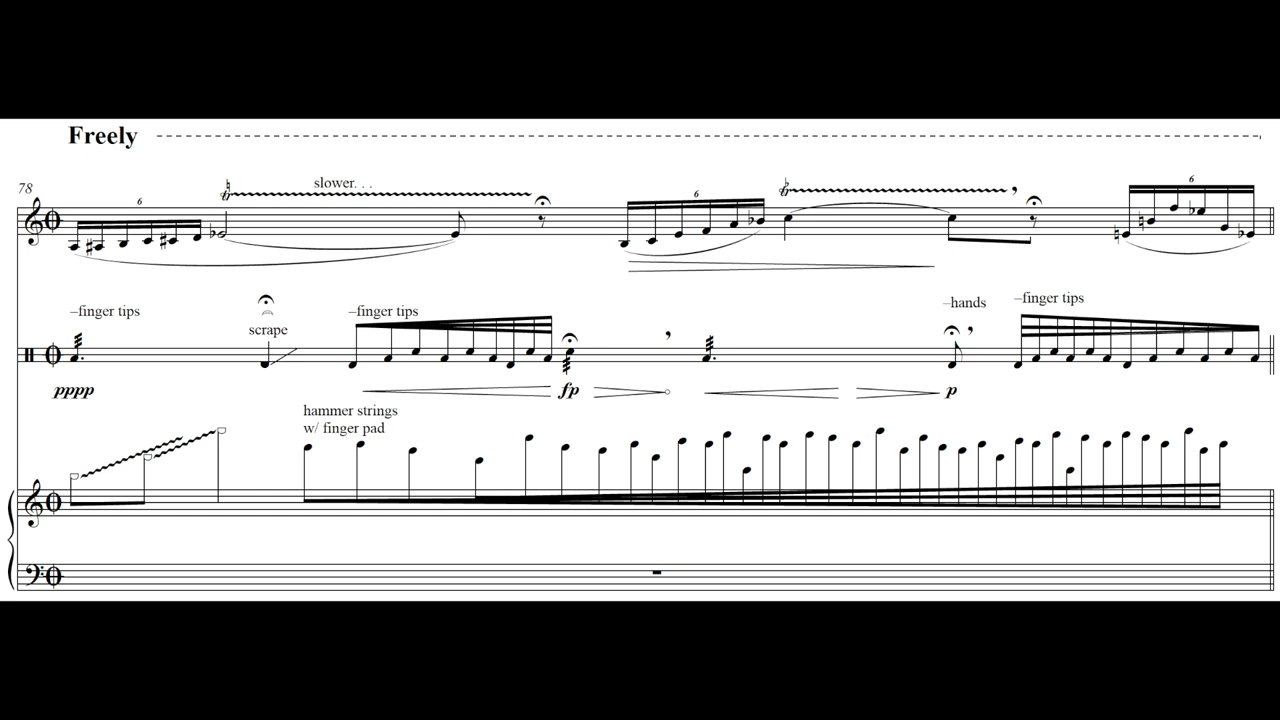 Freely
78
slower. . .
6
6
6
–finger tips
scrape
–finger tips
–hands
–finger tips
pppp
fp
p
hammer strings
w/ finger pad